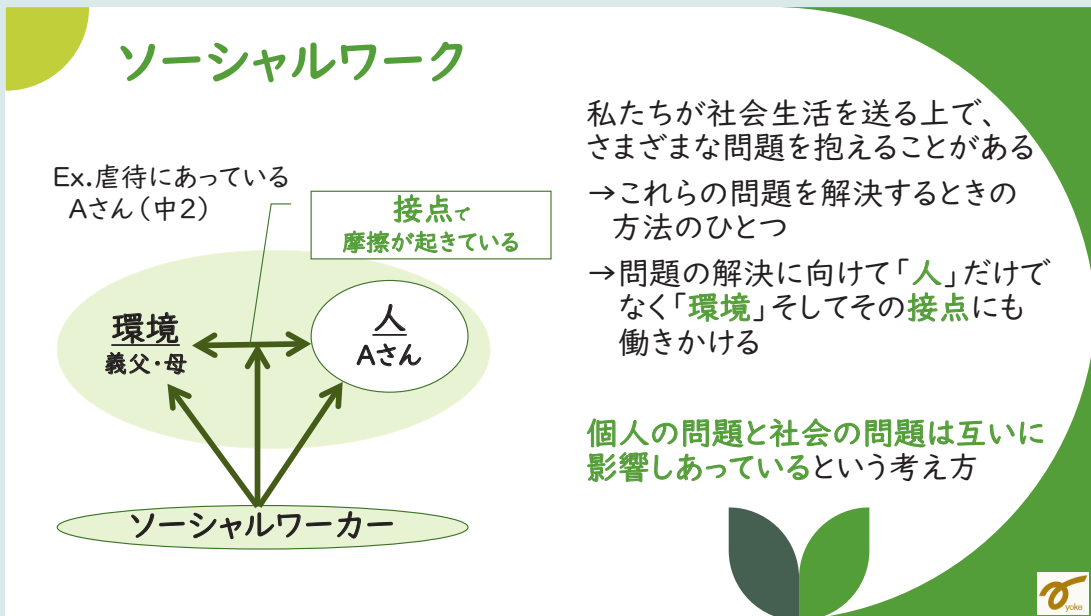 ソーシャルワーク
Ex.虐待にあっている
Aさん（中2）
接点で
摩擦が起きている
環境
義父・母
人
Aさん
ソーシャルワーカー
私たちが社会生活を送る上で、
さまざまな問題を抱えることがある
→これらの問題を解決するときの
方法のひとつ
→問題の解決に向けて「人」だけで
なく「環境」そしてその接点にも
働きかける
個人の問題と社会の問題は互いに
影響しあっているという考え方
yoke